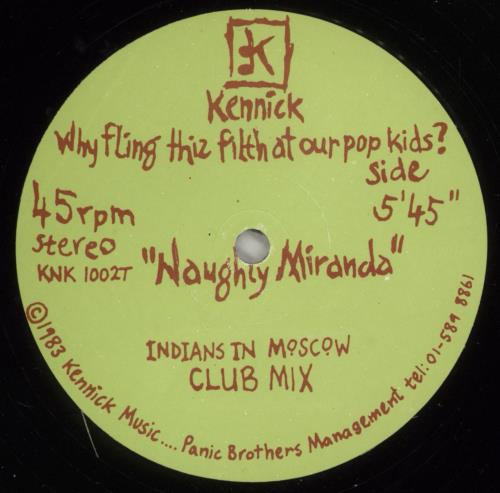 K
Kennick
Why fling thiz filth at our pop kids?
side
45rpm
5'45"
stereo
KNK 1002T
"Naughty Miranda"
INDIANS IN MOSCOW
CLUB MIX
©1983 Kennick Music.... Panic Brothers Management tel: 01-589 8861